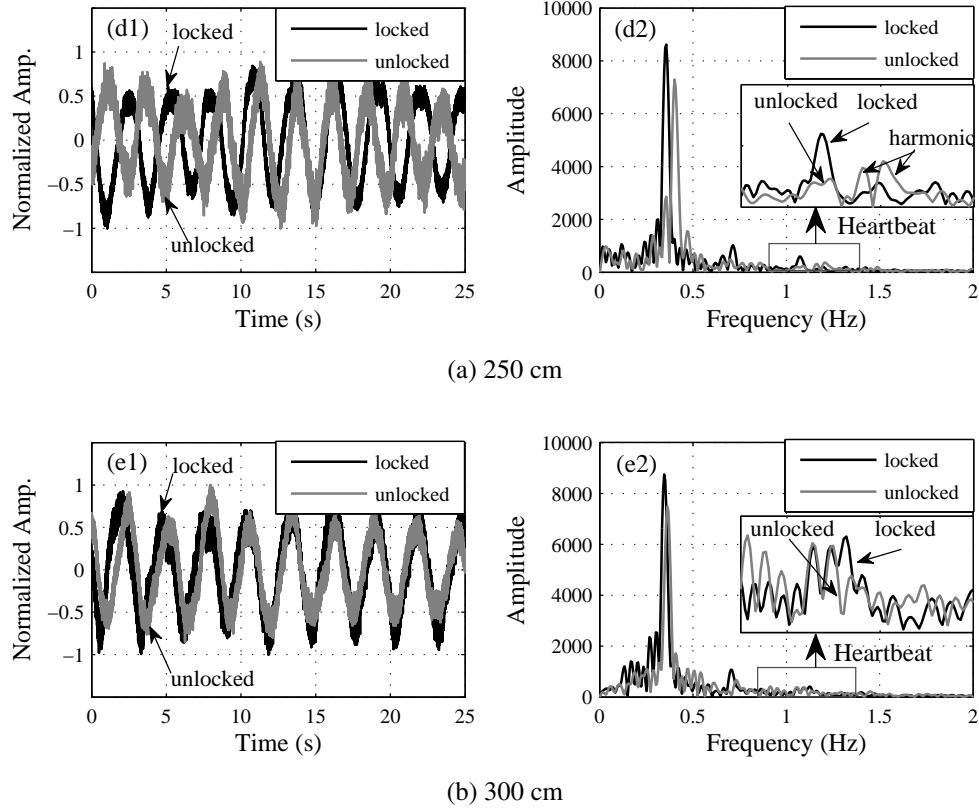 (d1)
locked
locked
unlocked
unlocked
Normalized Amp.
1
0.5
0
−0.5
−1
0 5 10 15 20 25
Time (s)
(d2)
locked
unlocked
unlocked
locked
harmonic
Heartbeat
Amplitude
10000
8000
6000
4000
2000
0
0 0.5 1 1.5 2
Frequency (Hz)
(a) 250 cm
(e1)
locked
locked
unlocked
unlocked
Normalized Amp.
1
0.5
0
−0.5
−1
0 5 10 15 20 25
Time (s)
(e2)
locked
unlocked
unlocked
locked
Heartbeat
Amplitude
10000
8000
6000
4000
2000
0
0 0.5 1 1.5 2
Frequency (Hz)
(b) 300 cm